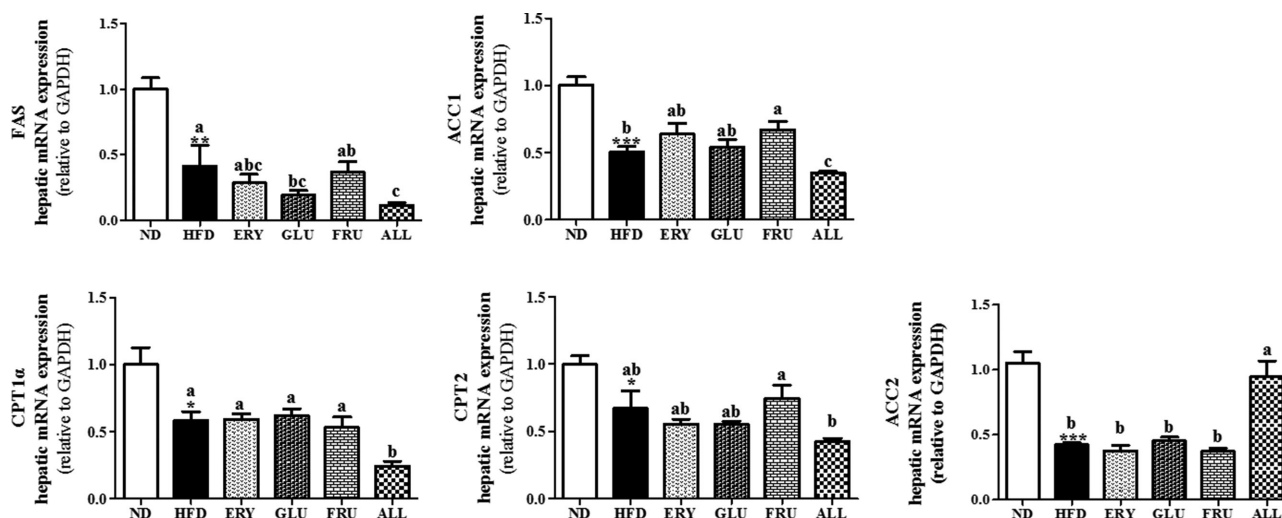 FAS
hepatic mRNA expression
(relative to GAPDH)
1.5
1.0
0.5
0.0
a
**
abc
bc
ab
c
ND HFD ERY GLU FRU ALL
ACC1
hepatic mRNA expression
(relative to GAPDH)
1.5
1.0
0.5
0.0
b
***
ab
ab
a
c
ND HFD ERY GLU FRU ALL
CPT1α
hepatic mRNA expression
(relative to GAPDH)
1.5
1.0
0.5
0.0
a
*
a
a
a
b
ND HFD ERY GLU FRU ALL
CPT2
hepatic mRNA expression
(relative to GAPDH)
1.5
1.0
0.5
0.0
ab
*
ab
ab
a
b
ND HFD ERY GLU FRU ALL
ACC2
hepatic mRNA expression
(relative to GAPDH)
1.5
1.0
0.5
0.0
b
***
b
b
b
a
ND HFD ERY GLU FRU ALL